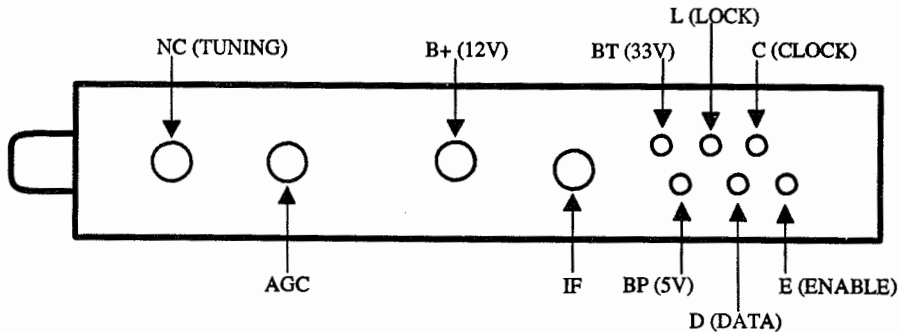 L (LOCK)
NC (TUNING)
B+ (12V)
BT (33V)
C (CLOCK)
AGC
IF
BP (5V)
E (ENABLE)
D (DATA)